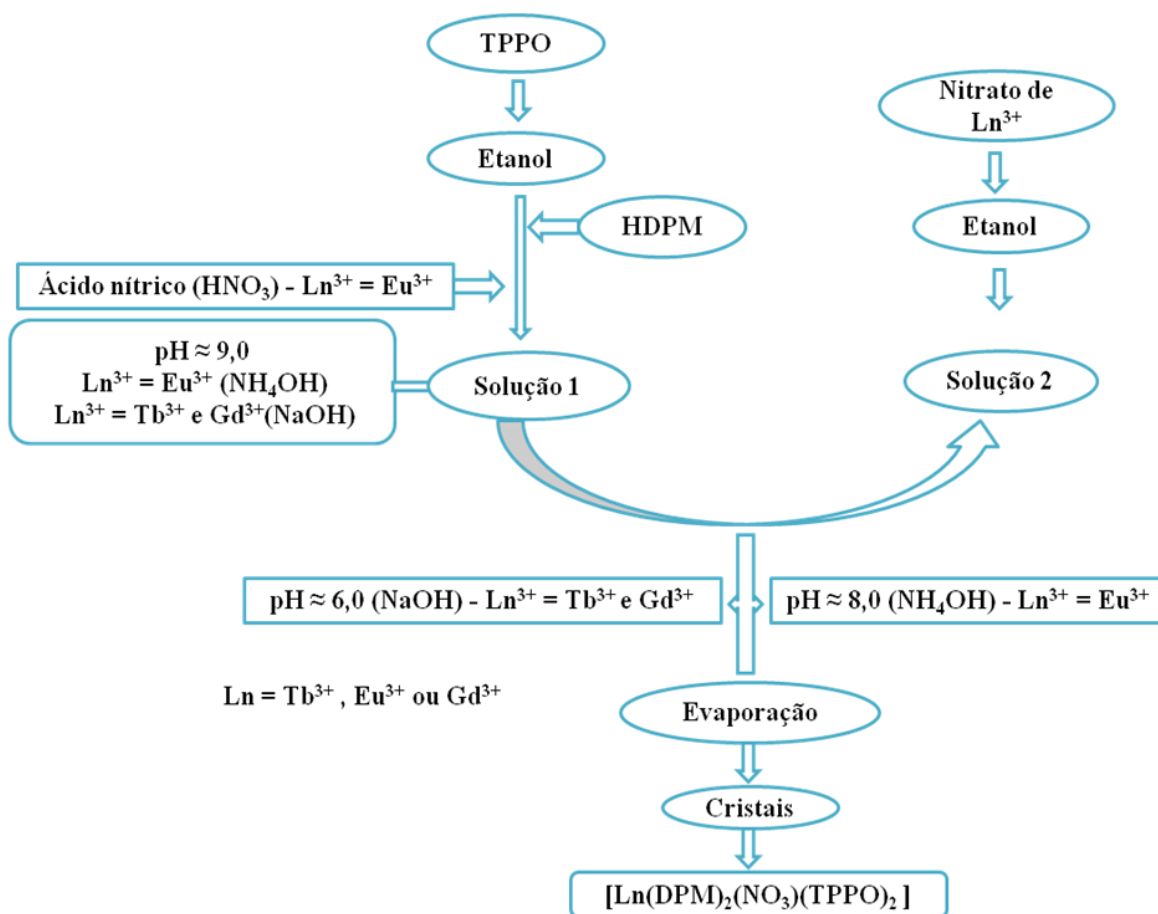 TPPO
Nitrato de
Ln³⁺
Etanol
HDPM
Etanol
Ácido nítrico (HNO₃) - Ln³⁺ = Eu³⁺
pH ≈ 9,0
Ln³⁺ = Eu³⁺ (NH₄OH)
Ln³⁺ = Tb³⁺ e Gd³⁺(NaOH)
Solução 1
Solução 2
pH ≈ 6,0 (NaOH) - Ln³⁺ = Tb³⁺ e Gd³⁺
pH ≈ 8,0 (NH₄OH) - Ln³⁺ = Eu³⁺
Ln = Tb³⁺ , Eu³⁺ ou Gd³⁺
Evaporação
Cristais
[Ln(DPM)₂(NO₃)(TPPO)₂ ]